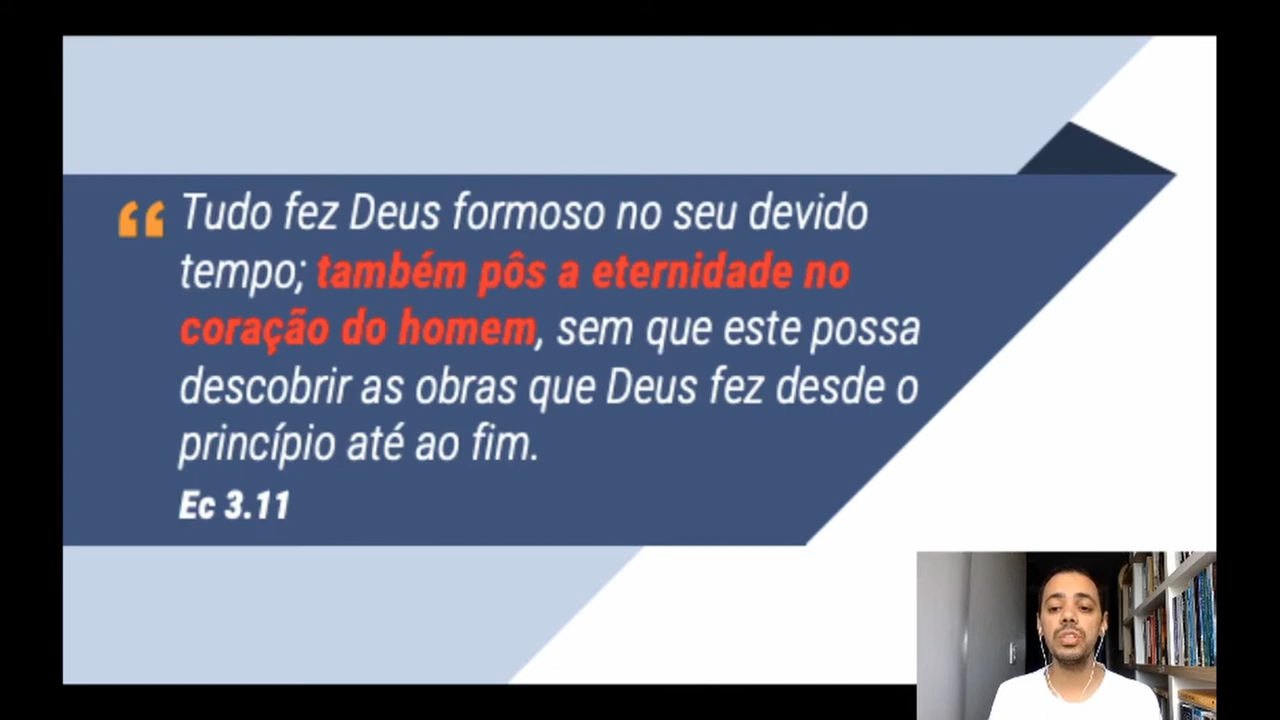 “Tudo fez Deus formoso no seu devido
tempo; também pôs a eternidade no
coração do homem, sem que este possa
descobrir as obras que Deus fez desde o
princípio até ao fim.
Ec 3.11